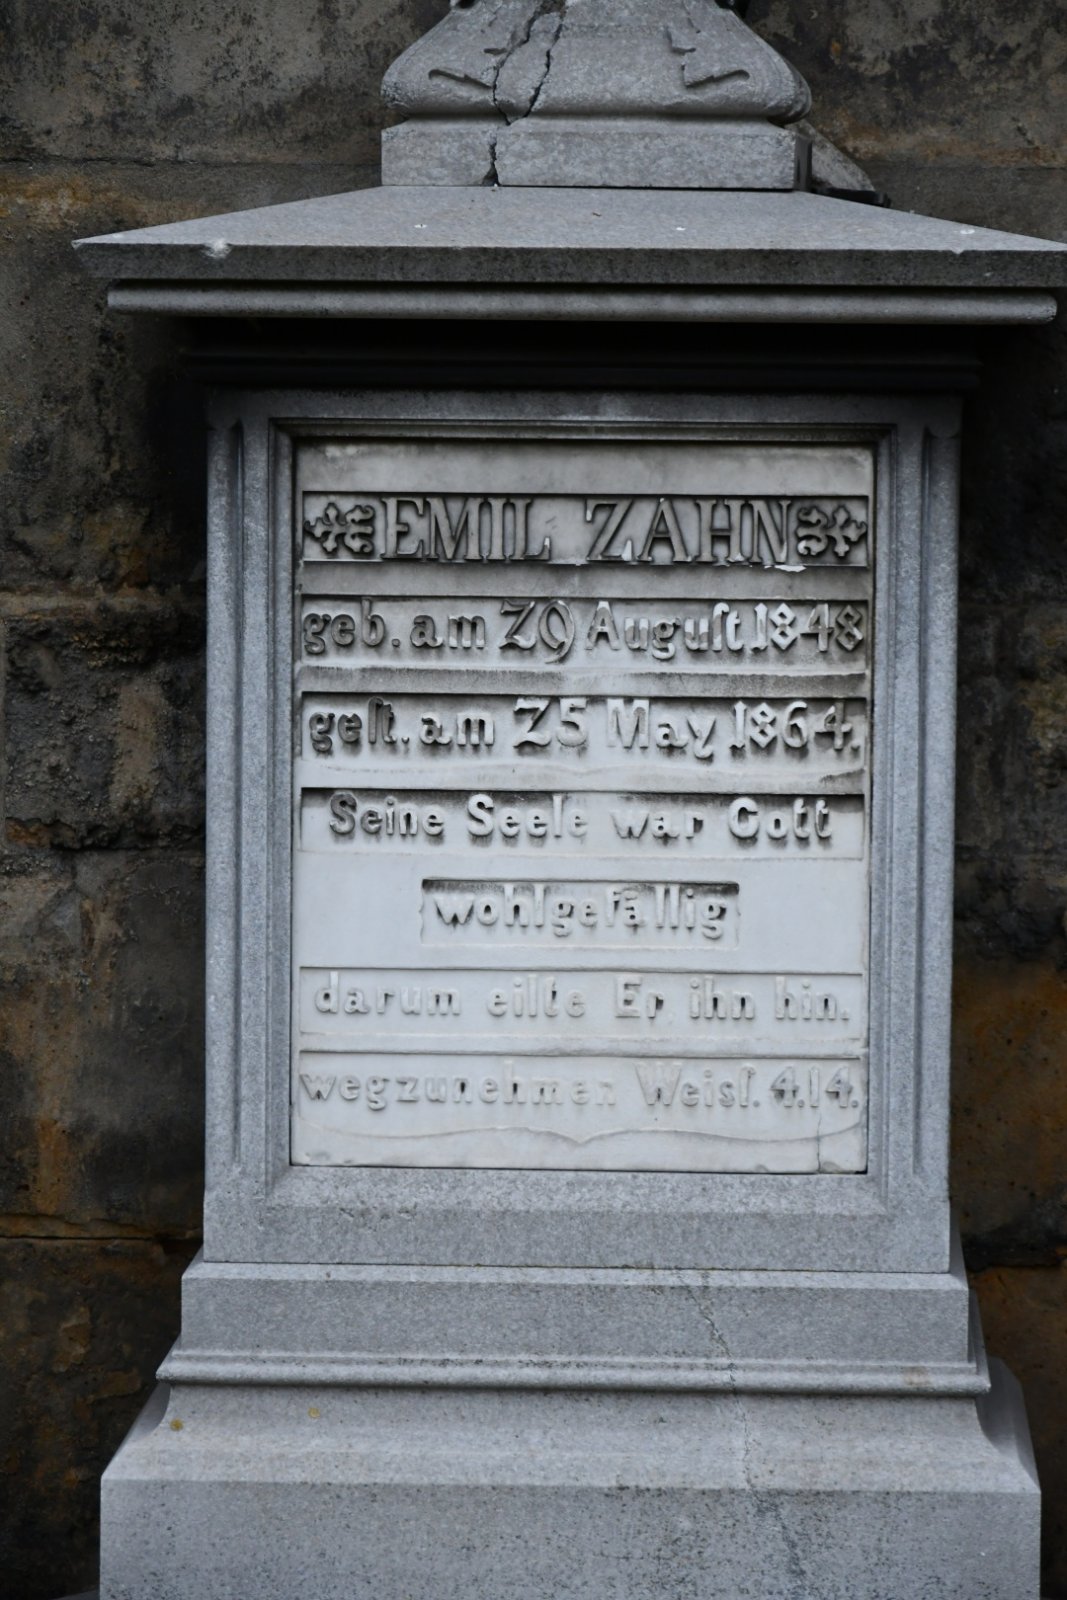 EMIL ZAHN
geb. am 29 Auguſt.1848
geſt. am 25 May 1864.
Seine Seele war Gott
wohlgefällig
darum eilte Er ihn hin.
wegzunehmen Weisſ. 4.14.